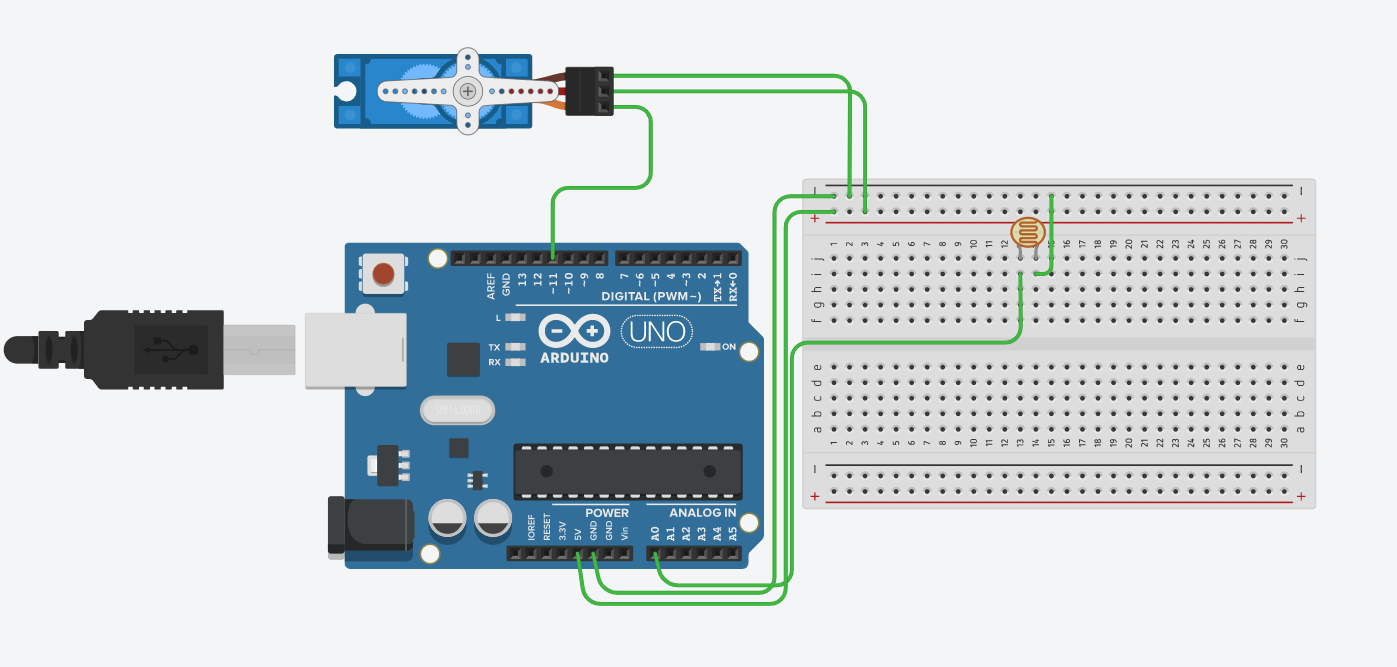 AREF
GND
13
12
~11
~10
~9
8
7
~6
~5
4
~3
2
TX→1
RX←0
DIGITAL (PWM~)
L
TX
RX
ARDUINO
UNO
ON
POWER
ANALOG IN
IOREF
RESET
3.3V
5V
GND
GND
Vin
A0
A1
A2
A3
A4
A5
− −
+ +
1 2 3 4 5 6 7 8 9 10 11 12 15 16 17 18 19 20 21 22 23 24 25 26 27 28 29 30
j j
i i
h h
g g
f f
e e
d d
c c
b b
a a
1 2 3 4 5 6 7 8 9 10 11 12 13 14 15 16 17 18 19 20 21 22 23 24 25 26 27 28 29 30
− −
+ +